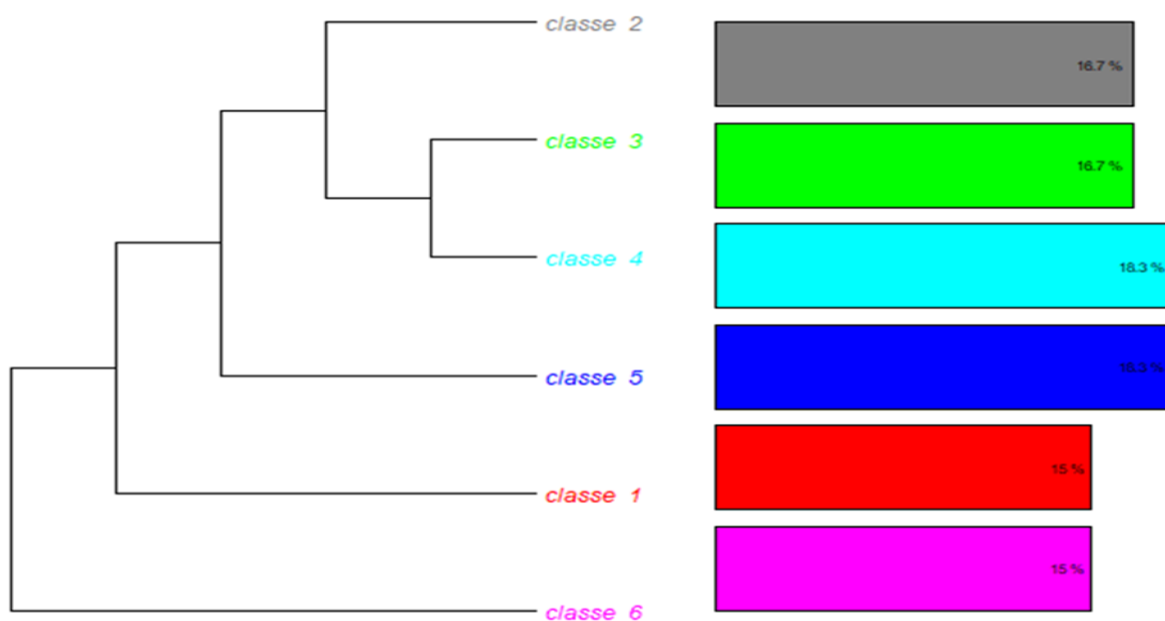 classe 2
16.7 %
classe 3
16.7 %
classe 4
18.3 %
classe 5
18.3 %
classe 1
15 %
classe 6
15 %